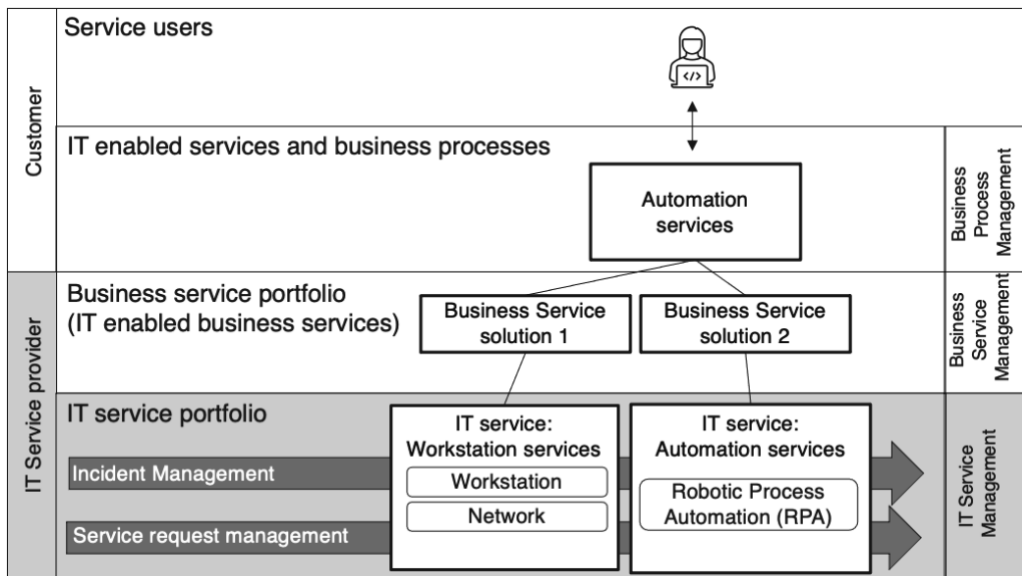 Service users
Customer
IT enabled services and business processes
Automation
services
Business
Process
Management
IT Service provider
Business service portfolio
(IT enabled business services)
Business Service
solution 1
Business Service
solution 2
Business
Service
Management
IT service portfolio
IT service:
Workstation services
Workstation
Network
IT service:
Automation services
Robotic Process
Automation (RPA)
Incident Management
Service request management
IT Service
Management